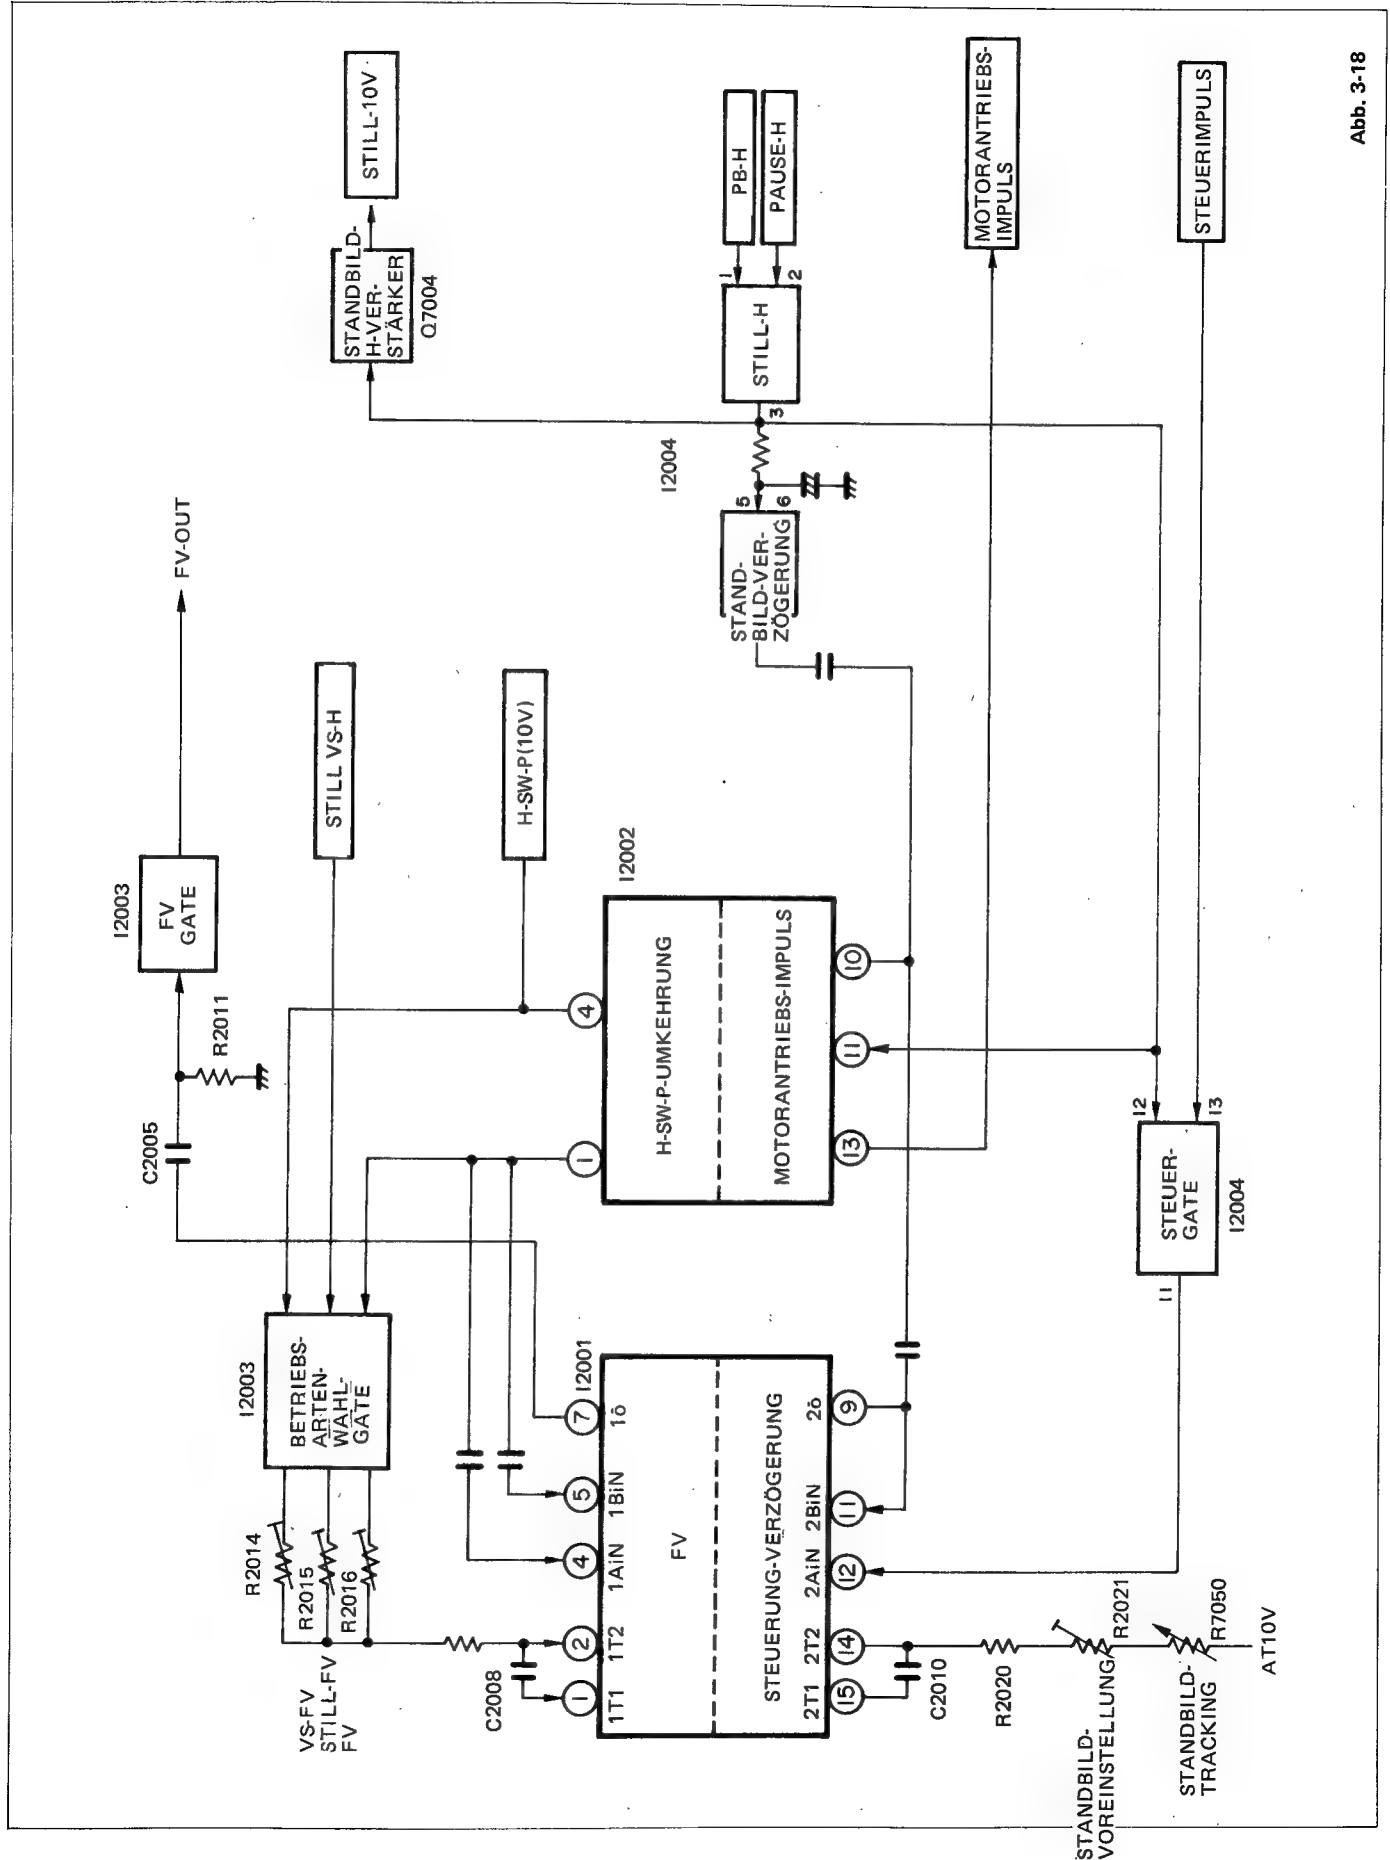 I2003
FV
GATE
FV-OUT
C2005
R2011
STANDBILD-
H-VER-
STÄRKER
Q7004
STILL-10V
I2003
BETRIEBS-
ARTEN-
WAHL-
GATE
STILL VS-H
R2014
R2015
R2016
VS-FV
STILL-FV
FV
H-SW-P(10V)
C2008
I2001
1
2
4
5
7
1T1
1T2
1AiN
1BiN
1ō
FV
STEUERUNG-VERZÖGERUNG
2T1
2T2
2AiN
2BiN
2ō
15
14
12
11
9
I2002
1
4
H-SW-P-UMKEHRUNG
MOTORANTRIEBS-IMPULS
13
11
10
I2004
STAND-
BILD-VER-
ZÖGERUNG
5
6
3
STILL-H
1
2
PB-H
PAUSE-H
C2010
R2020
R2021
R7050
AT10V
STANDBILD-
VOREINSTELLUNG
STANDBILD-
TRACKING
MOTORANTRIEBS-
IMPULS
11
STEUER-
GATE
I2004
12
13
STEUERIMPULS
Abb. 3-18